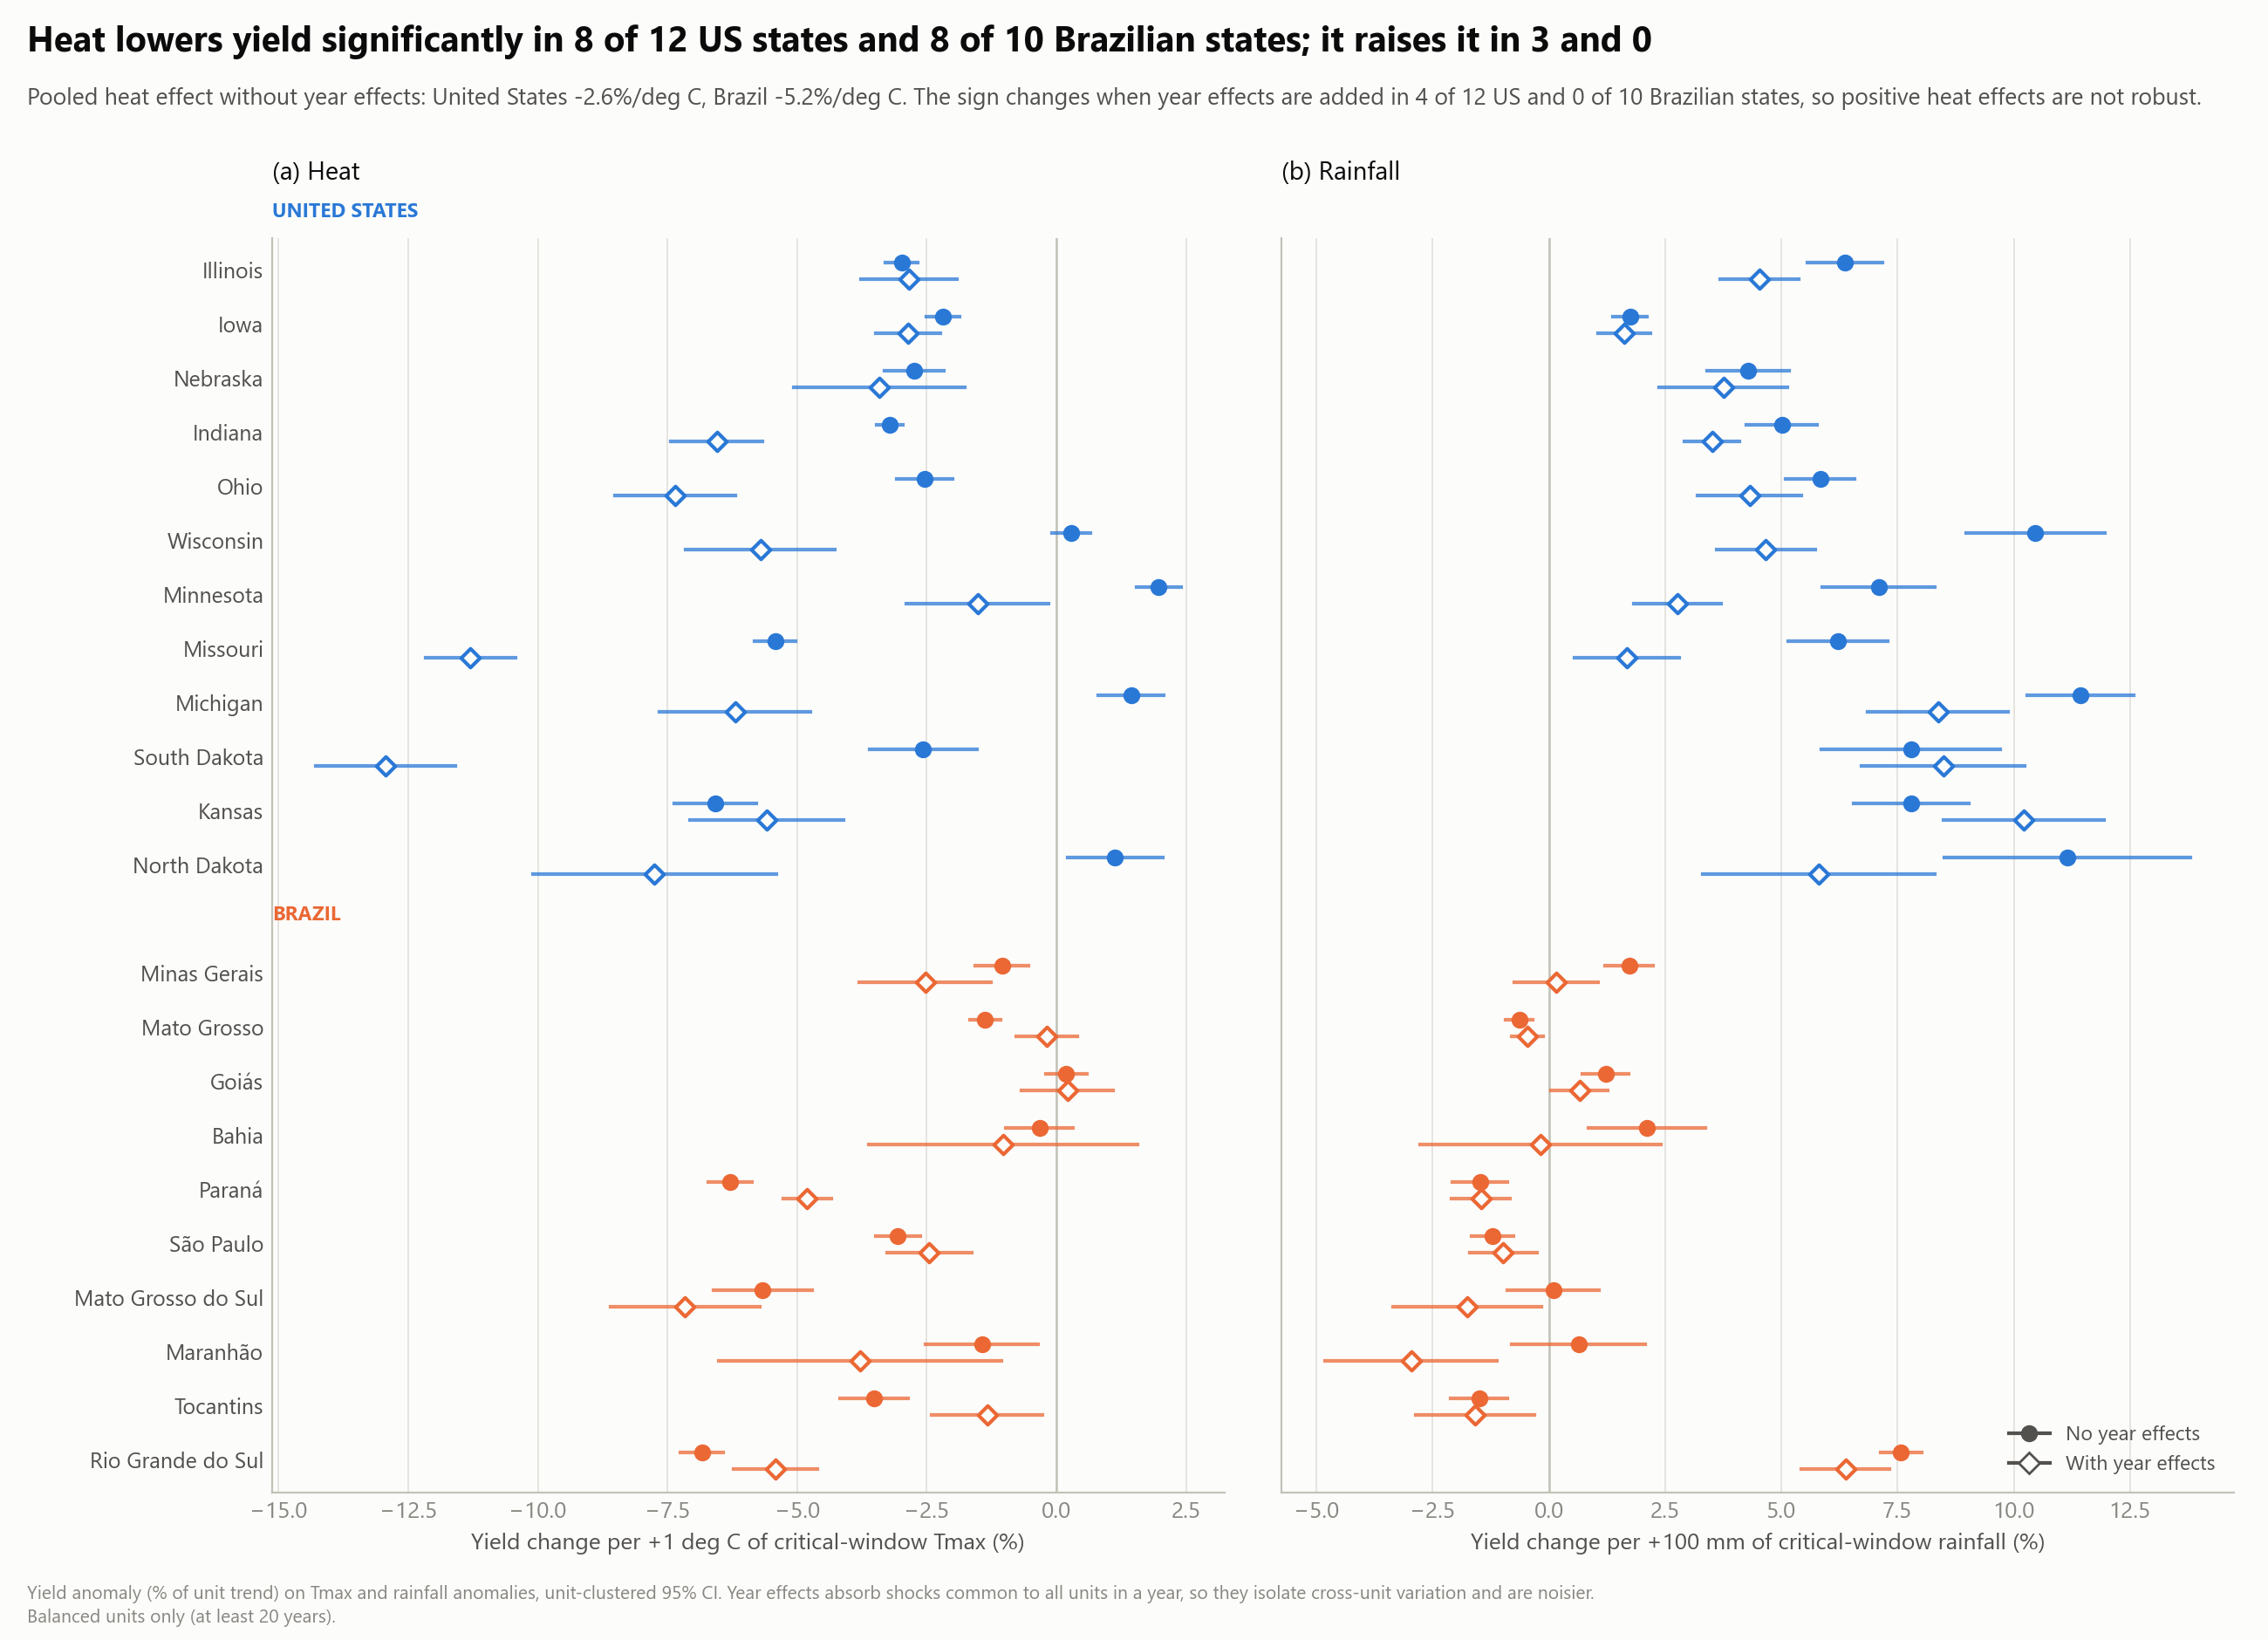 Heat lowers yield significantly in 8 of 12 US states and 8 of 10 Brazilian states; it raises it in 3 and 0
Pooled heat effect without year effects: United States -2.6%/deg C, Brazil -5.2%/deg C. The sign changes when year effects are added in 4 of 12 US and 0 of 10 Brazilian states, so positive heat effects are not robust.
(a) Heat
(b) Rainfall
UNITED STATES
Illinois
Iowa
Nebraska
Indiana
Ohio
Wisconsin
Minnesota
Missouri
Michigan
South Dakota
Kansas
North Dakota
BRAZIL
Minas Gerais
Mato Grosso
Goiás
Bahia
Paraná
São Paulo
Mato Grosso do Sul
Maranhão
Tocantins
Rio Grande do Sul
No year effects
With year effects
−15.0 −12.5 −10.0 −7.5 −5.0 −2.5 0.0 2.5
−5.0 −2.5 0.0 2.5 5.0 7.5 10.0 12.5
Yield change per +1 deg C of critical-window Tmax (%)
Yield change per +100 mm of critical-window rainfall (%)
Yield anomaly (% of unit trend) on Tmax and rainfall anomalies, unit-clustered 95% CI. Year effects absorb shocks common to all units in a year, so they isolate cross-unit variation and are noisier.
Balanced units only (at least 20 years).